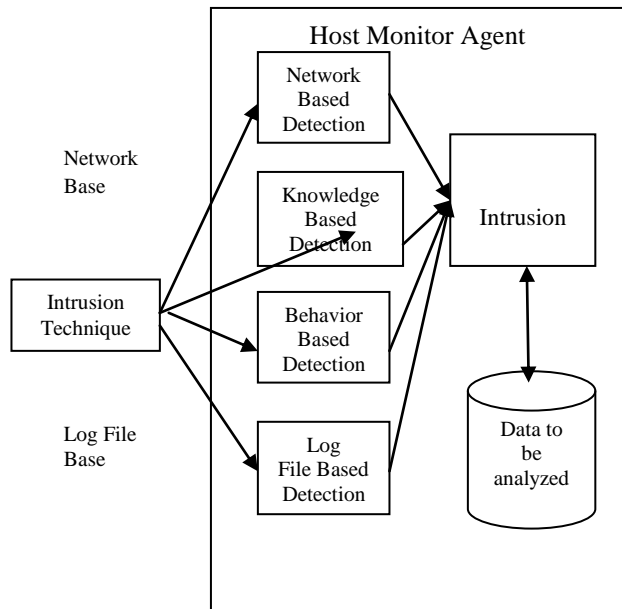 Host Monitor Agent
Network
Based
Detection
Network
Base
Knowledge
Based
Detection
Intrusion
Intrusion
Technique
Behavior
Based
Detection
Log File
Base
Log
File Based
Detection
Data to
be
analyzed